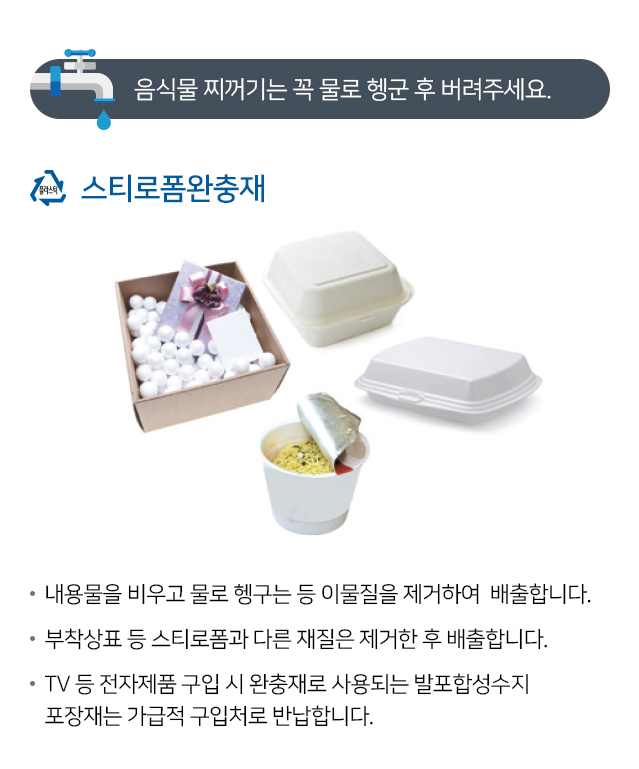 음식물 찌꺼기는 꼭 물로 헹군 후 버려주세요.
플라스틱
스티로폼완충재
• 내용물을 비우고 물로 헹구는 등 이물질을 제거하여 배출합니다.
• 부착상표 등 스티로폼과 다른 재질은 제거한 후 배출합니다.
• TV 등 전자제품 구입 시 완충재로 사용되는 발포합성수지
포장재는 가급적 구입처로 반납합니다.